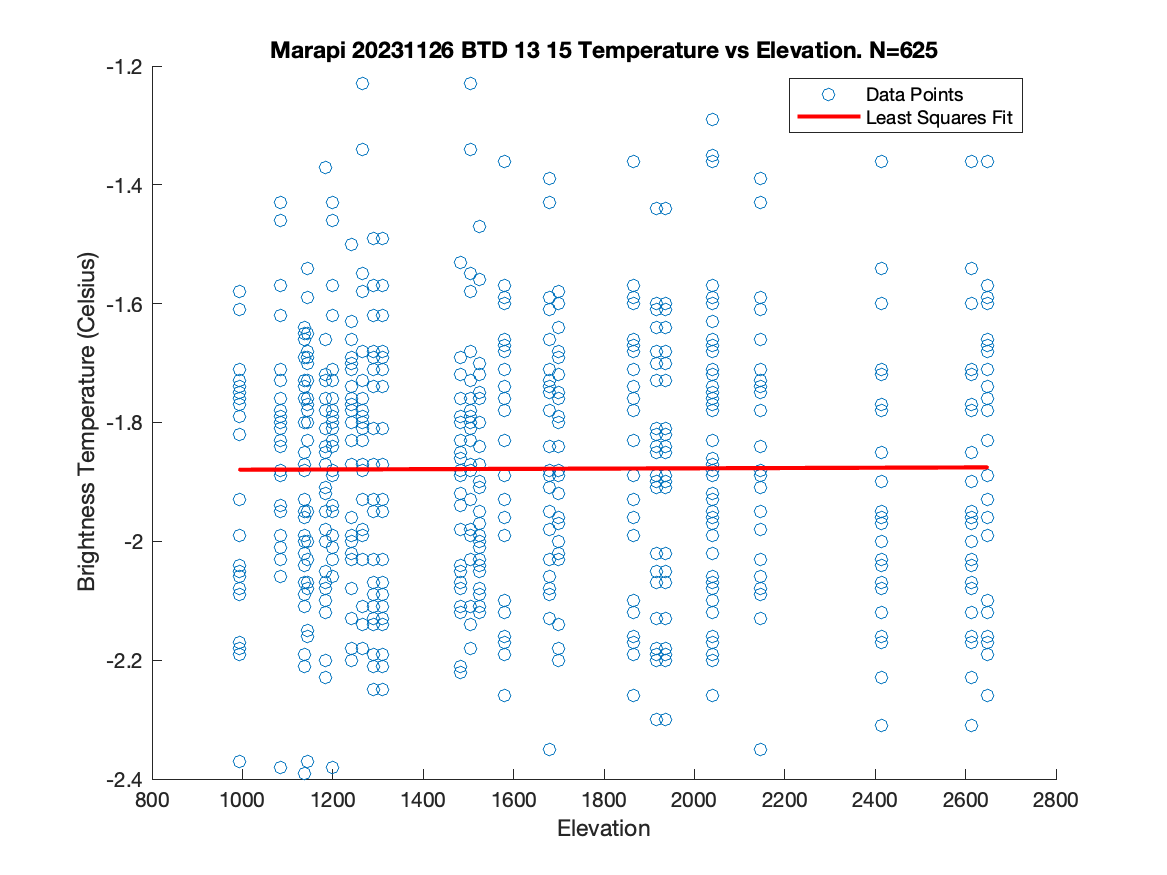 Marapi 20231126 BTD 13 15 Temperature vs Elevation. N=625
Data Points
Least Squares Fit
Brightness Temperature (Celsius)
-1.2
-1.4
-1.6
-1.8
-2
-2.2
-2.4
800 1000 1200 1400 1600 1800 2000 2200 2400 2600 2800
Elevation